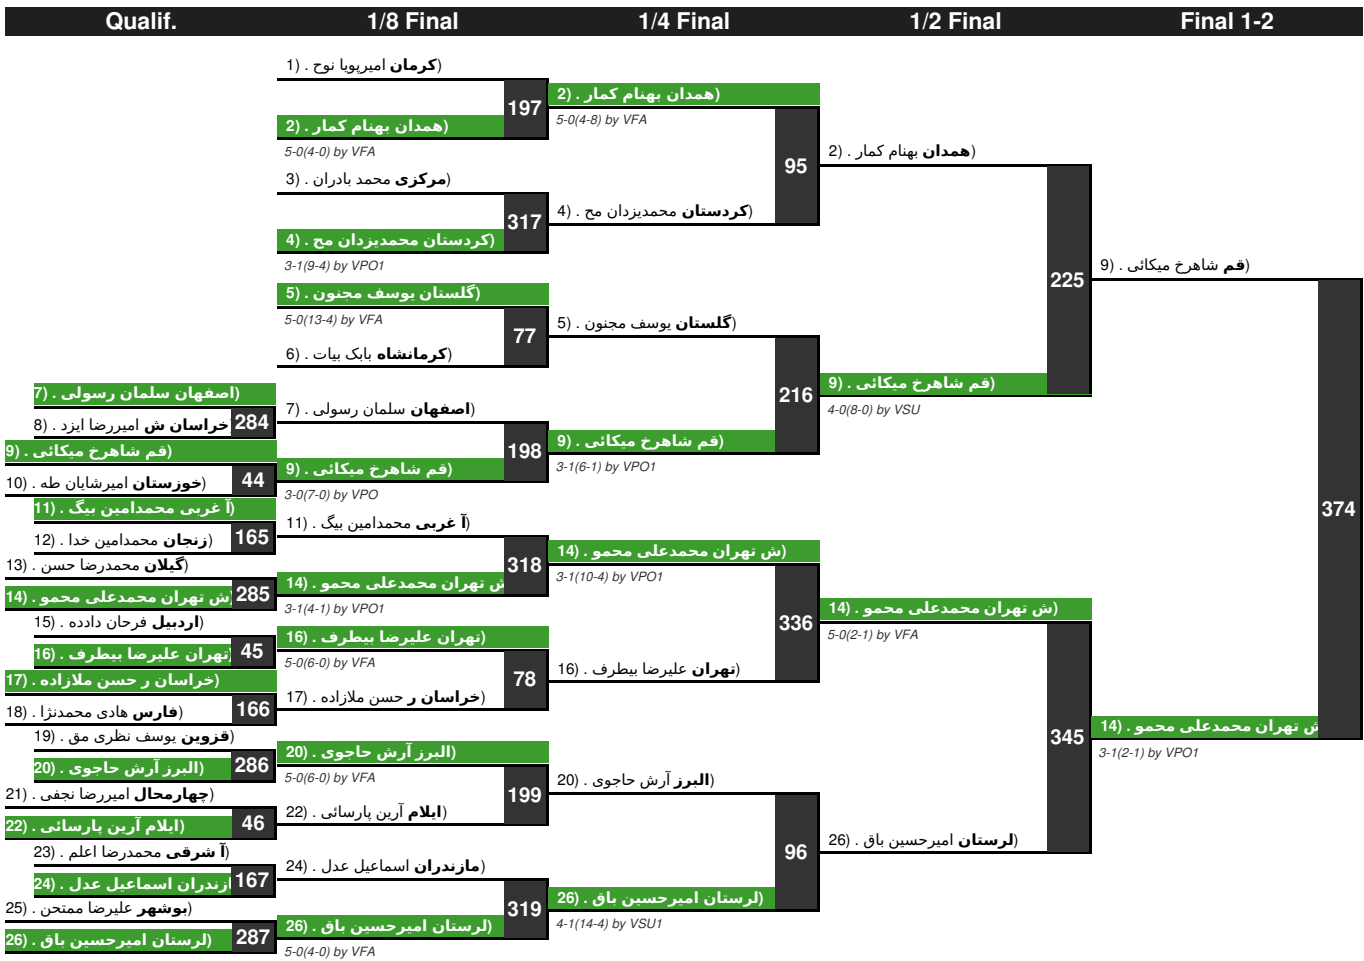 Qualif.
1/8 Final
1/4 Final
1/2 Final
Final 1-2
1) . امیرپویا نوح کرمان(
197
2) . همدان بهنام کمار(
5-0(4-0) by VFA
3) . محمد بادران مرکزی(
317
4) . کردستان محمدیزدان مح(
3-1(9-4) by VPO1
5) . گلستان یوسف مجنون(
5-0(13-4) by VFA
77
6) . بابک بیات کرمانشاه(
7) . اصفهان سلمان رسولی(
284
8) . امیررضا ایزد خراسان ش
9) . قم شاهرخ میکائی(
44
10) . امیرشایان طه خوزستان(
11) . آ غربی محمدامین بیگ(
165
12) . محمدامین خدا زنجان(
13) . محمدرضا حسن گیلان(
285
14) . ش تهران محمدعلی محمو(
15) . فرحان دادده اردبیل(
45
16) . تهران علیرضا بیطرف(
17) . خراسان ر حسن ملازاده(
166
18) . هادی محمدنژا فارس(
19) . یوسف نظری مق قزوین(
286
20) . البرز آرش حاجوی(
21) . امیررضا نجفی چهارمحال(
46
22) . ایلام آرین پارسائی(
23) . محمدرضا اعلم آ شرقی(
167
24) . ازندران اسماعیل عدل
25) . علیرضا ممتحن بوشهر(
287
26) . لرستان امیرحسین باق(
7) . سلمان رسولی اصفهان(
198
9) . قم شاهرخ میکائی(
3-0(7-0) by VPO
11) . محمدامین بیگ آ غربی(
318
14) . ش تهران محمدعلی محمو
3-1(4-1) by VPO1
16) . تهران علیرضا بیطرف(
5-0(6-0) by VFA
78
17) . حسن ملازاده خراسان ر(
20) . البرز آرش حاجوی(
5-0(6-0) by VFA
199
22) . آرین پارسائی ایلام(
24) . اسماعیل عدل مازندران(
319
26) . لرستان امیرحسین باق(
5-0(4-0) by VFA
2) . همدان بهنام کمار(
5-0(4-8) by VFA
95
4) . محمدیزدان مح کردستان(
5) . یوسف مجنون گلستان(
216
9) . قم شاهرخ میکائی(
3-1(6-1) by VPO1
14) . ش تهران محمدعلی محمو(
3-1(10-4) by VPO1
336
16) . علیرضا بیطرف تهران(
20) . آرش حاجوی البرز(
96
26) . لرستان امیرحسین باق(
4-1(14-4) by VSU1
2) . بهنام کمار همدان(
225
9) . قم شاهرخ میکائی(
4-0(8-0) by VSU
14) . ش تهران محمدعلی محمو(
5-0(2-1) by VFA
345
26) . امیرحسین باق لرستان(
9) . شاهرخ میکائی قم(
374
14) . ش تهران محمدعلی محمو
3-1(2-1) by VPO1